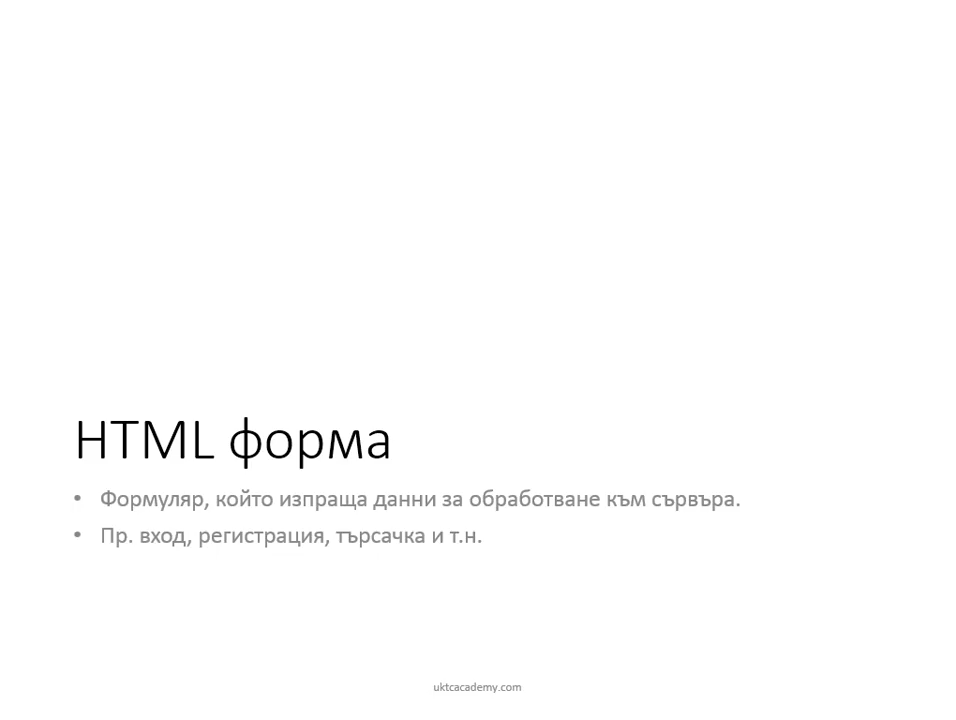 HTML форма
• Формуляр, който изпраща данни за обработване към сървъра.
• Пр. вход, регистрация, търсачка и т.н.
uktcacademy.com